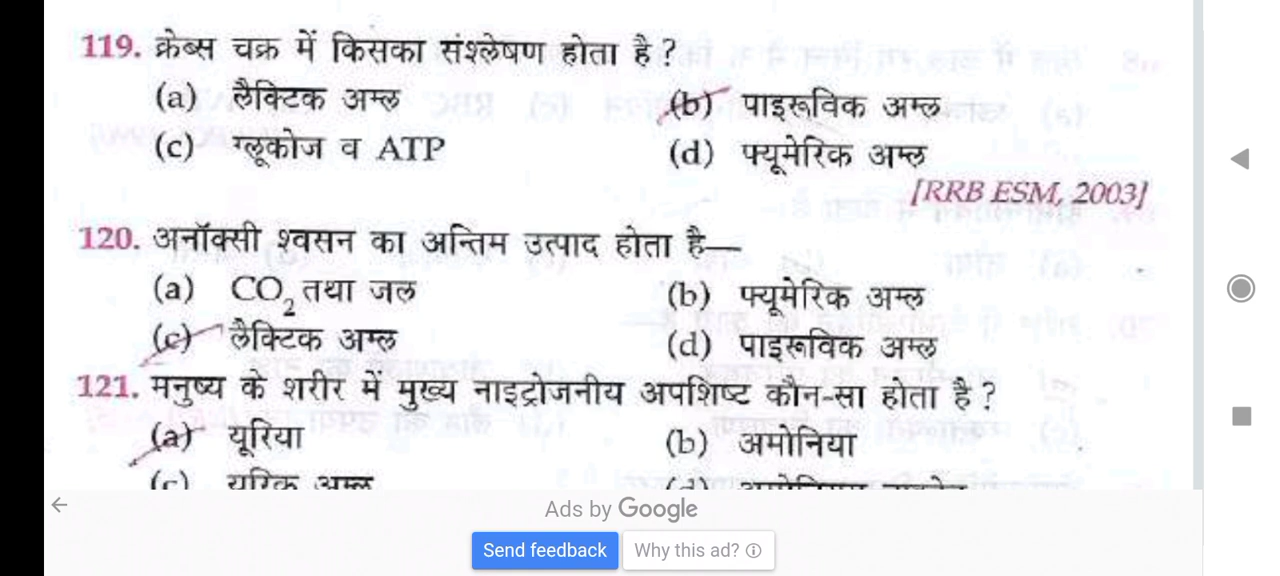 119. क्रेब्स चक्र में किसका संश्लेषण होता है ?
(a) लैक्टिक अम्ल (b) पाइरूविक अम्ल
(c) ग्लूकोज व ATP (d) फ्यूमेरिक अम्ल
[RRB ESM, 2003]
120. अनॉक्सी श्वसन का अन्तिम उत्पाद होता है—
(a) CO₂ तथा जल (b) फ्यूमेरिक अम्ल
(c) लैक्टिक अम्ल (d) पाइरूविक अम्ल
121. मनुष्य के शरीर में मुख्य नाइट्रोजनीय अपशिष्ट कौन-सा होता है ?
(a) यूरिया (b) अमोनिया
(c) यूरिक अम्ल
Ads by Google
Send feedback Why this ad?